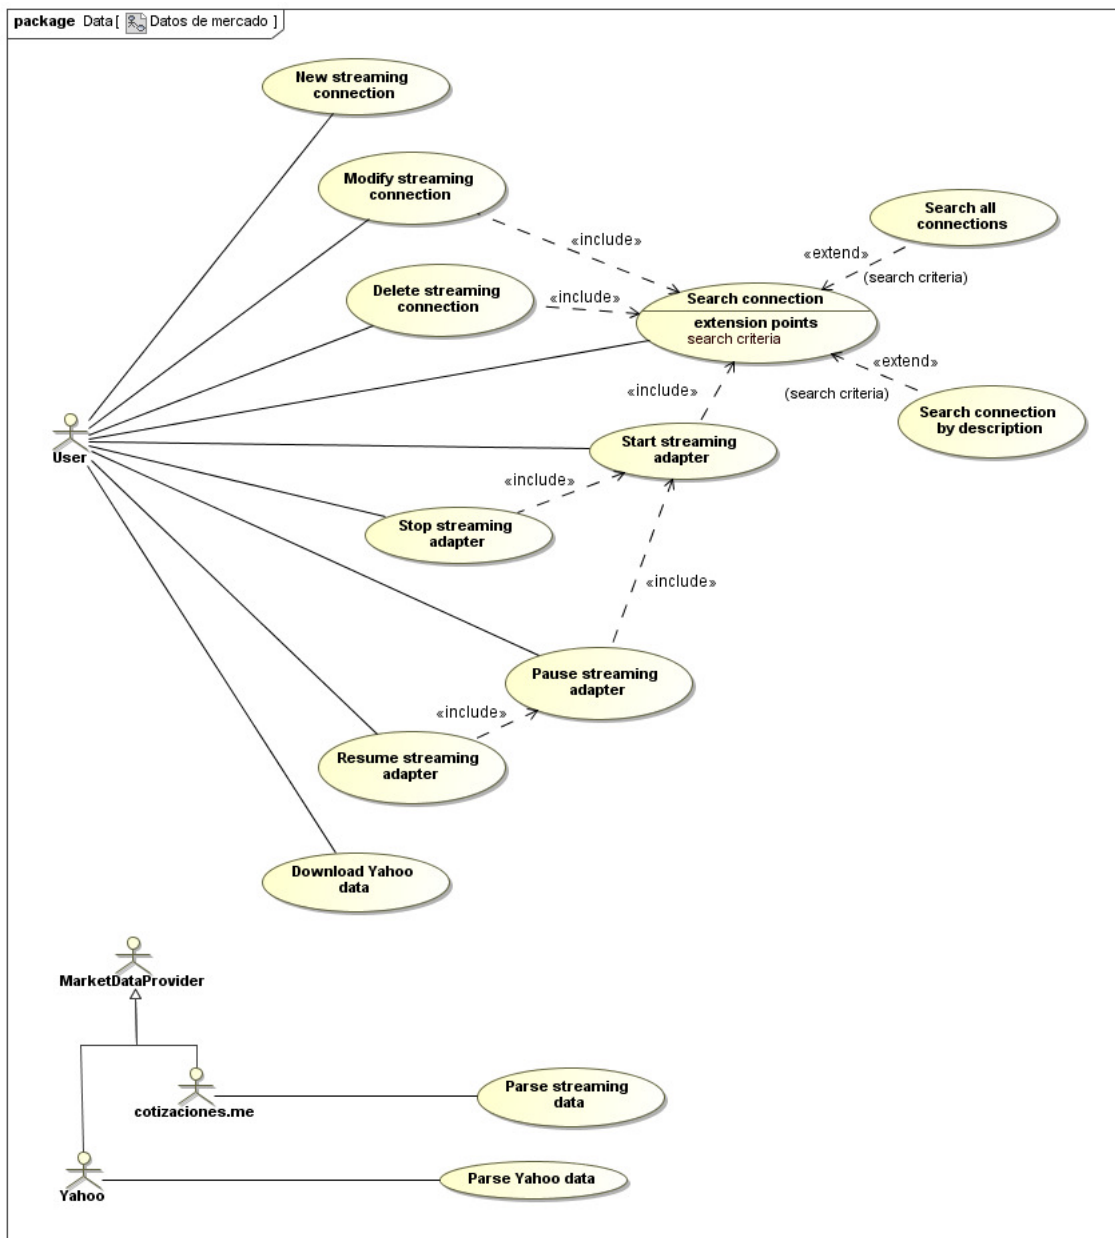 package Data [ Datos de mercado ]
New streaming
connection
Modify streaming
connection
Search all
connections
«include»
«extend»
(search criteria)
Delete streaming
connection
«include»
Search connection
extension points
search criteria
«extend»
(search criteria)
«include»
Search connection
by description
User
Start streaming
adapter
«include»
Stop streaming
adapter
«include»
Pause streaming
adapter
«include»
Resume streaming
adapter
Download Yahoo
data
MarketDataProvider
cotizaciones.me
Parse streaming
data
Yahoo
Parse Yahoo data